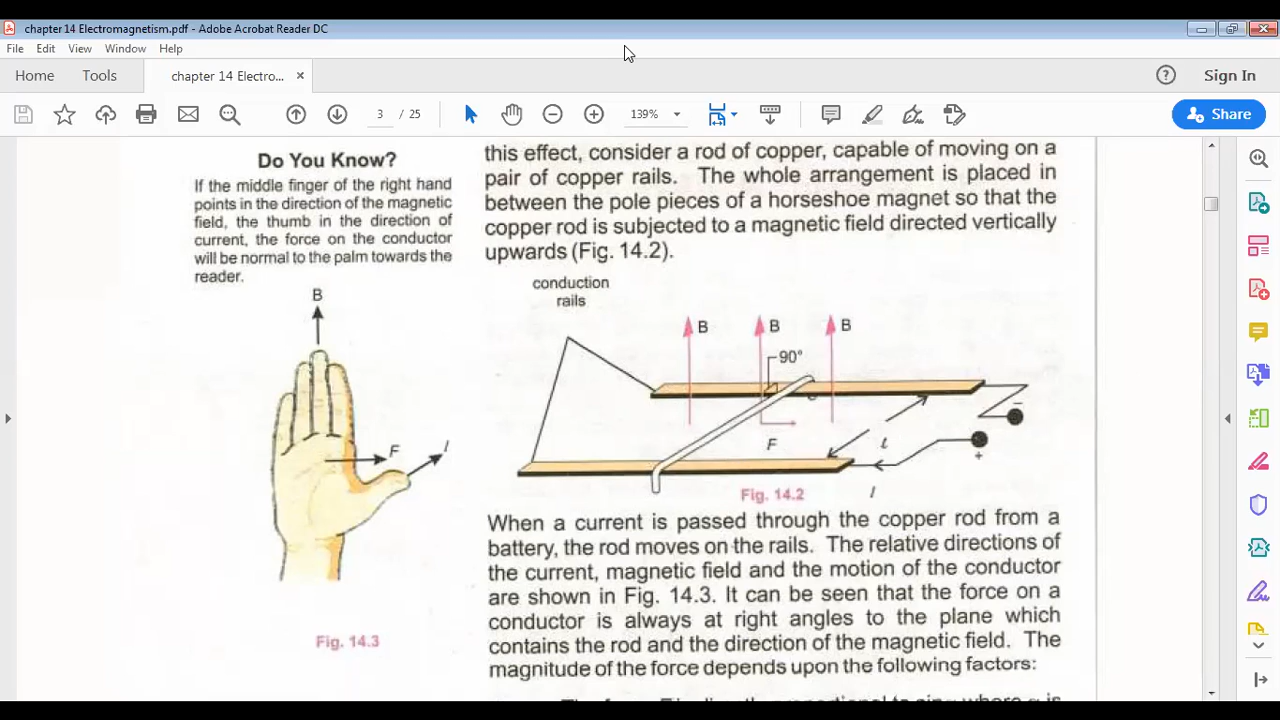 chapter 14 Electromagnetism.pdf - Adobe Acrobat Reader DC
File Edit View Window Help
Home Tools chapter 14 Electro... × Sign In
3 / 25 139% Share
Do You Know?
If the middle finger of the right hand
points in the direction of the magnetic
field, the thumb in the direction of
current, the force on the conductor
will be normal to the palm towards the
reader.
B
F
I
Fig. 14.3
this effect, consider a rod of copper, capable of moving on a
pair of copper rails. The whole arrangement is placed in
between the pole pieces of a horseshoe magnet so that the
copper rod is subjected to a magnetic field directed vertically
upwards (Fig. 14.2).
conduction
rails
B B B
90°
F
ℓ
−
+
I
Fig. 14.2
When a current is passed through the copper rod from a
battery, the rod moves on the rails. The relative directions of
the current, magnetic field and the motion of the conductor
are shown in Fig. 14.3. It can be seen that the force on a
conductor is always at right angles to the plane which
contains the rod and the direction of the magnetic field. The
magnitude of the force depends upon the following factors: